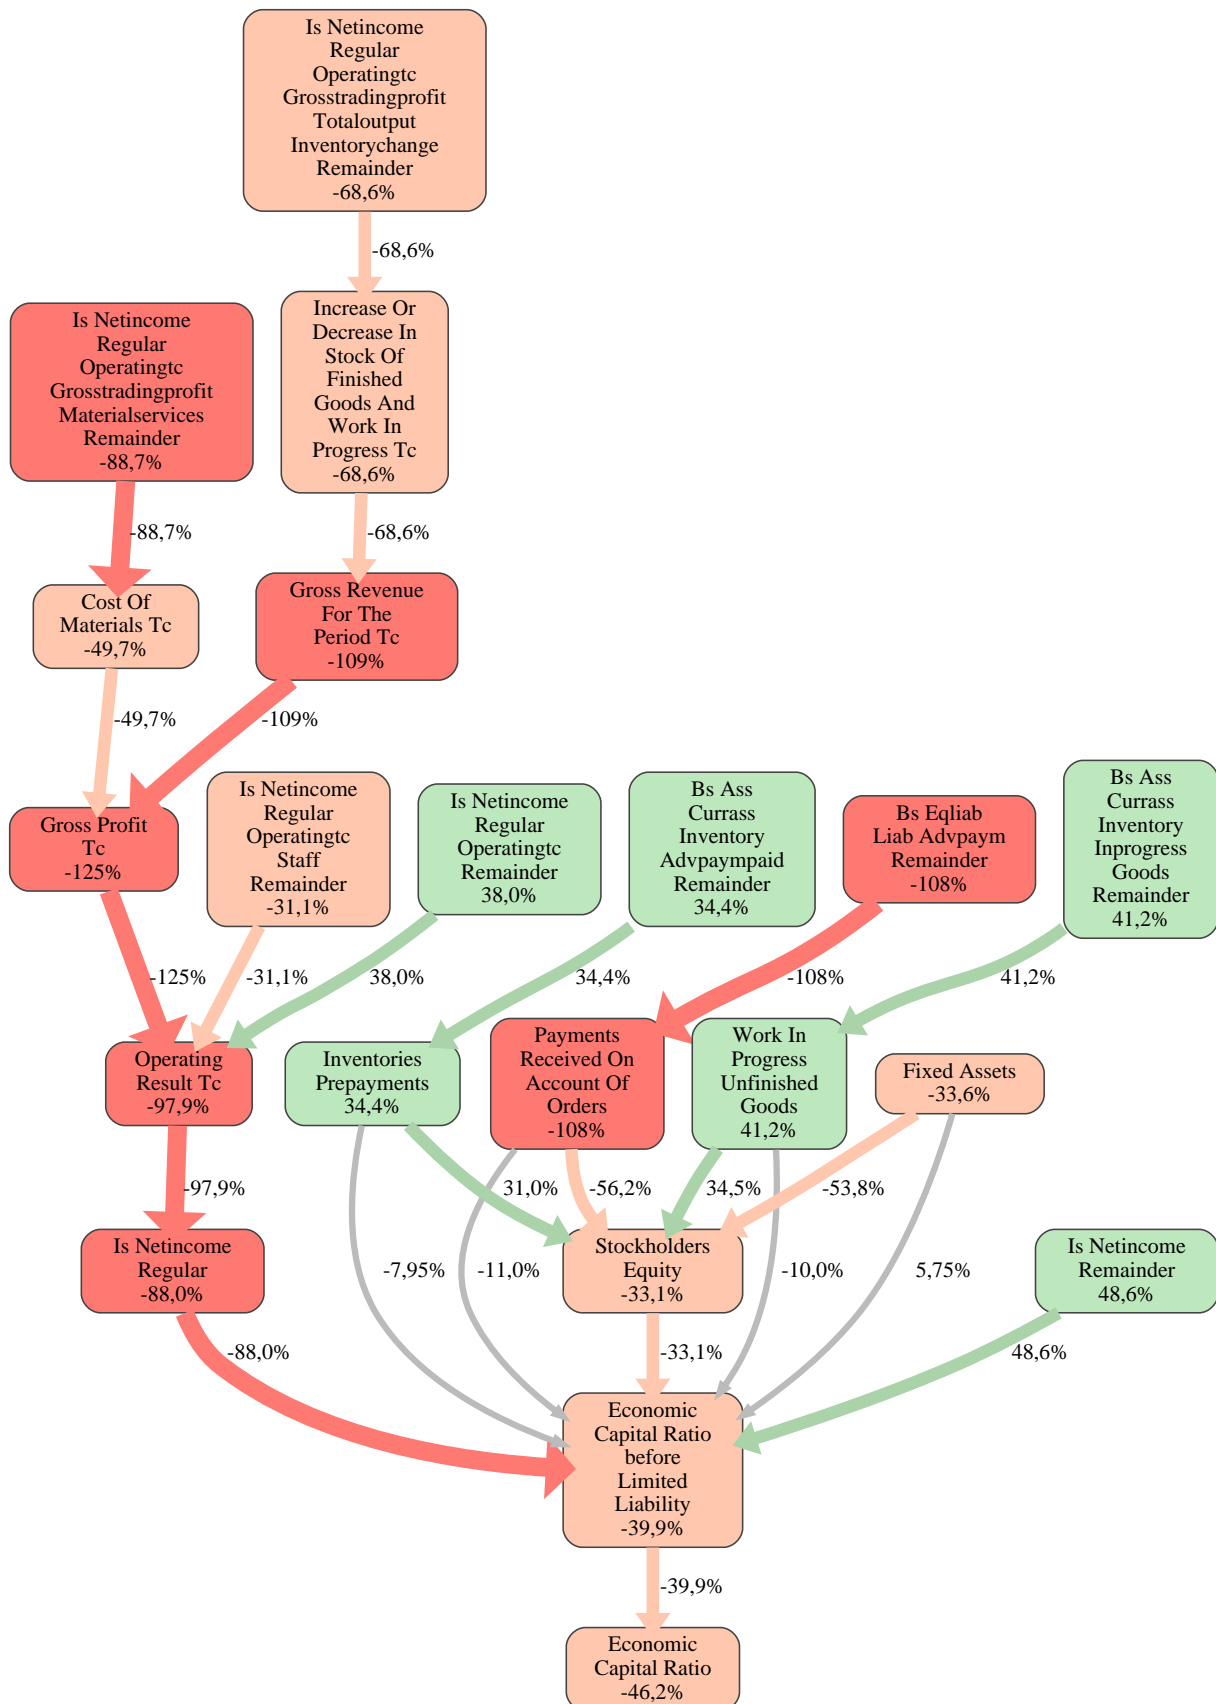 Is Netincome
Regular
Operatingtc
Grosstradingprofit
Totaloutput
Inventorychange
Remainder
-68,6%
-68,6%
Is Netincome
Regular
Operatingtc
Grosstradingprofit
Materialservices
Remainder
-88,7%
Increase Or
Decrease In
Stock Of
Finished
Goods And
Work In
Progress Tc
-68,6%
-88,7%
-68,6%
Cost Of
Materials Tc
-49,7%
Gross Revenue
For The
Period Tc
-109%
-49,7%
-109%
Gross Profit
Tc
-125%
Is Netincome
Regular
Operatingtc
Staff
Remainder
-31,1%
Is Netincome
Regular
Operatingtc
Remainder
38,0%
Bs Ass
Currass
Inventory
Advpaympaid
Remainder
34,4%
Bs Eqliab
Liab Advpaym
Remainder
-108%
Bs Ass
Currass
Inventory
Inprogress
Goods
Remainder
41,2%
-125%
-31,1%
38,0%
34,4%
-108%
41,2%
Operating
Result Tc
-97,9%
Inventories
Prepayments
34,4%
Payments
Received On
Account Of
Orders
-108%
Work In
Progress
Unfinished
Goods
41,2%
Fixed Assets
-33,6%
-97,9%
31,0%
-56,2%
34,5%
-53,8%
Is Netincome
Regular
-88,0%
-7,95%
-11,0%
Stockholders
Equity
-33,1%
-10,0%
5,75%
Is Netincome
Remainder
48,6%
-88,0%
-33,1%
48,6%
Economic
Capital Ratio
before
Limited
Liability
-39,9%
-39,9%
Economic
Capital Ratio
-46,2%